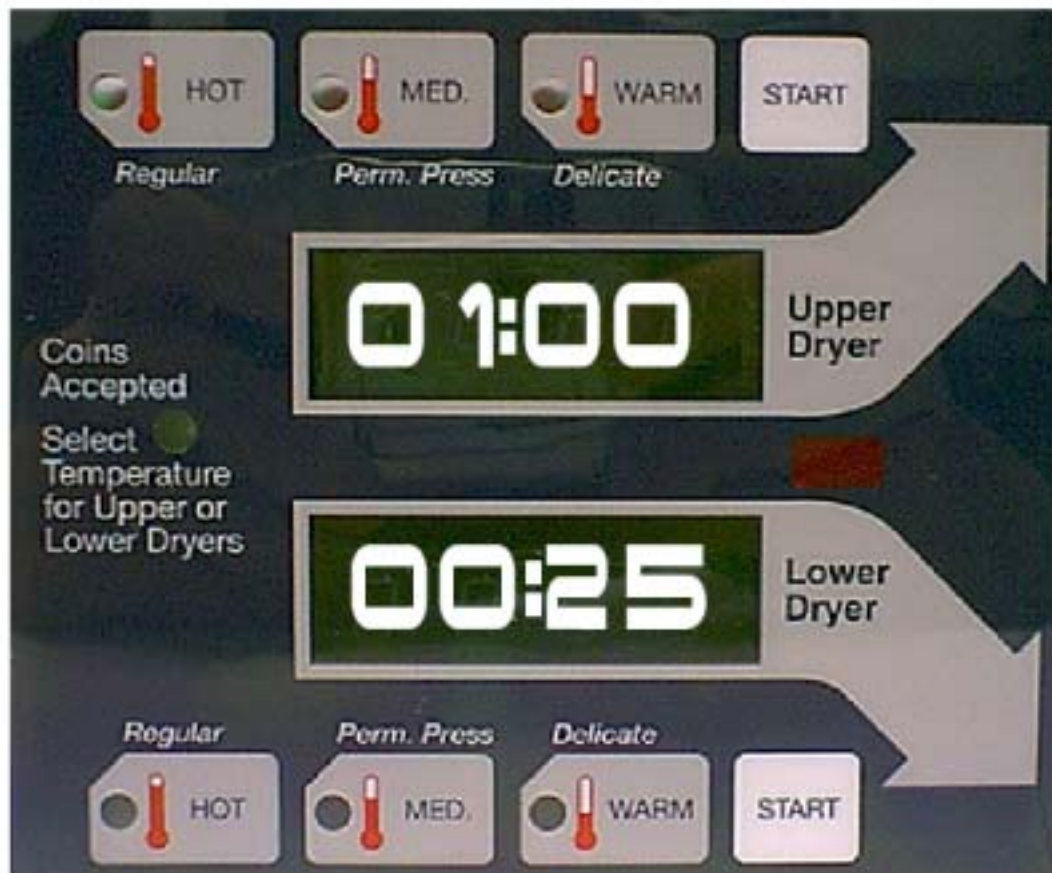 HOT MED. WARM START
Regular Perm. Press Delicate
01:00
Upper
Dryer
Coins
Accepted
Select
Temperature
for Upper or
Lower Dryers
00:25
Lower
Dryer
Regular Perm. Press Delicate
HOT MED. WARM START